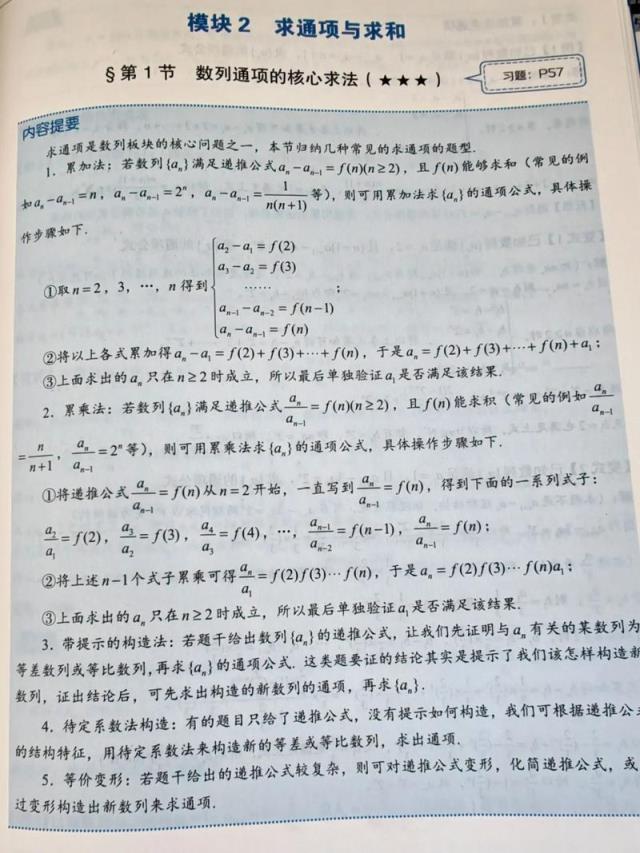 模块2 求通项与求和
§第1节 数列通项的核心求法(★★★)
习题：P57
内容提要
求通项是数列板块的核心问题之一，本节归纳几种常见的求通项的题型.
1. 累加法：若数列{aₙ}满足递推公式aₙ-aₙ₋₁=f(n)(n≥2)，且f(n)能够求和（常见的例
如aₙ-aₙ₋₁=n，aₙ-aₙ₋₁=2ⁿ，aₙ-aₙ₋₁=1/(n(n+1))等），则可用累加法求{aₙ}的通项公式，具体操
作步骤如下.
①取n=2，3，…，n得到
a₂-a₁=f(2)
a₃-a₂=f(3)
……
aₙ₋₁-aₙ₋₂=f(n-1)
aₙ-aₙ₋₁=f(n)
；
②将以上各式累加得aₙ-a₁=f(2)+f(3)+…+f(n)，于是aₙ=f(2)+f(3)+…+f(n)+a₁；
③上面求出的aₙ只在n≥2时成立，所以最后单独验证a₁是否满足该结果.
2. 累乘法：若数列{aₙ}满足递推公式aₙ/aₙ₋₁=f(n)(n≥2)，且f(n)能求积（常见的例如aₙ/aₙ₋₁
=n/(n+1)，aₙ/aₙ₋₁=2ⁿ等），则可用累乘法求{aₙ}的通项公式，具体操作步骤如下.
①将递推公式aₙ/aₙ₋₁=f(n)从n=2开始，一直写到aₙ/aₙ₋₁=f(n)，得到下面的一系列式子：
a₂/a₁=f(2)，a₃/a₂=f(3)，a₄/a₃=f(4)，…，aₙ₋₁/aₙ₋₂=f(n-1)，aₙ/aₙ₋₁=f(n)；
②将上述n-1个式子累乘可得aₙ/a₁=f(2)f(3)…f(n)，于是aₙ=f(2)f(3)…f(n)a₁；
③上面求出的aₙ只在n≥2时成立，所以最后单独验证a₁是否满足该结果.
3. 带提示的构造法：若题干给出数列{aₙ}的递推公式，让我们先证明与aₙ有关的某数列为
等差数列或等比数列，再求{aₙ}的通项公式. 这类题要证的结论其实是提示了我们该怎样构造新
数列，证出结论后，可先求出构造的新数列的通项，再求{aₙ}.
4. 待定系数法构造：有的题目只给了递推公式，没有提示如何构造，我们可根据递推公式
的结构特征，用待定系数法来构造新的等差或等比数列，求出通项.
5. 等价变形：若题干给出的递推公式较复杂，则可对递推公式变形，化简递推公式，或
过变形构造出新数列来求通项.